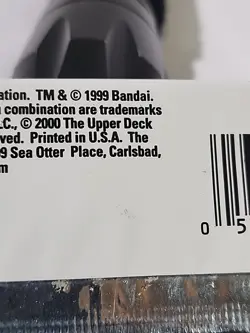 ation. TM & © 1999 Bandai.
combination are trademarks
LC., © 2000 The Upper Deck
ved. Printed in U.S.A. The
9 Sea Otter Place, Carlsbad,
m
0 5